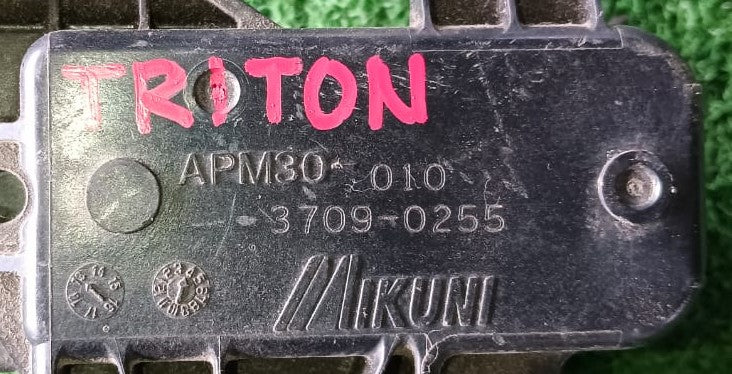 TRITON
APM30- 010
3709-0255
MIKUNI